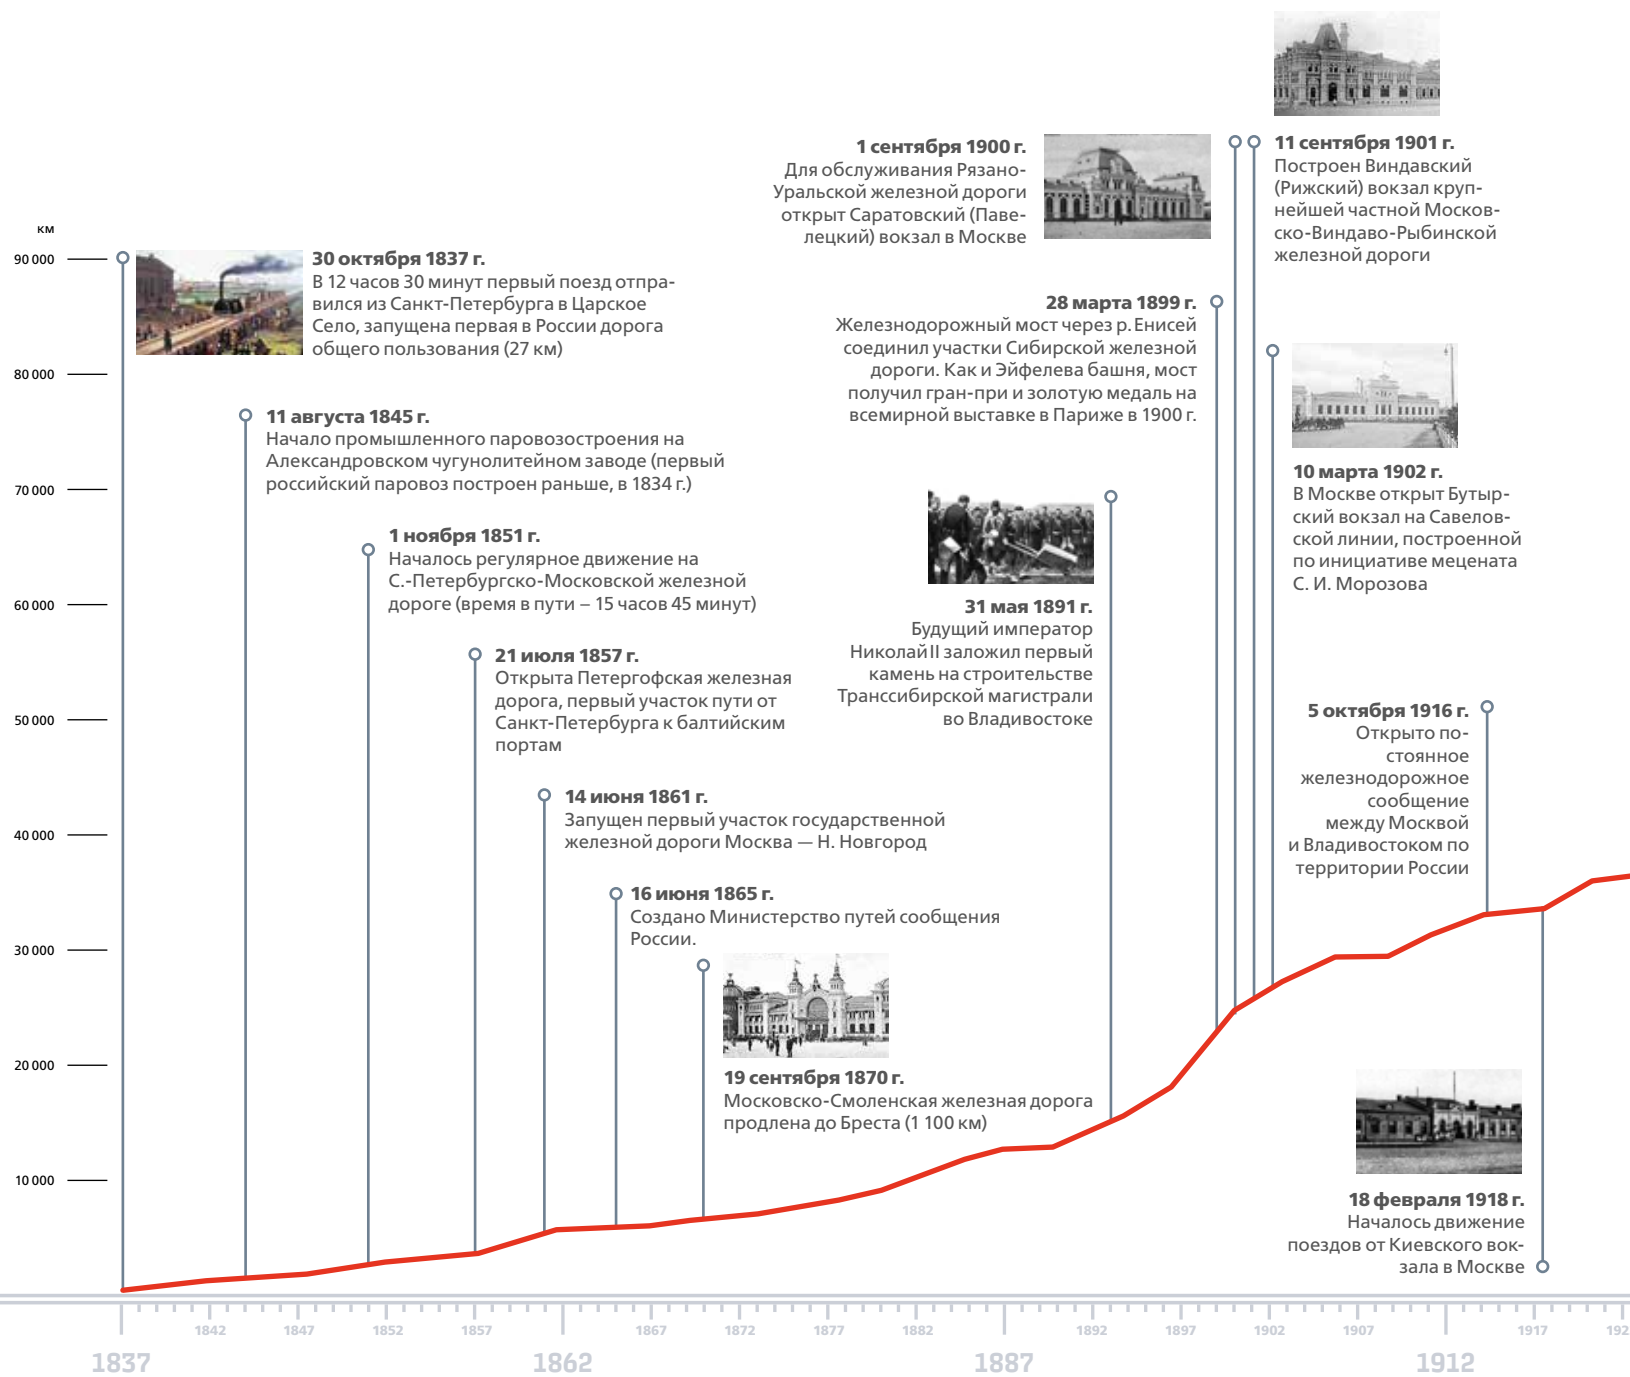 км
90 000
80 000
70 000
60 000
50 000
40 000
30 000
20 000
10 000
30 октября 1837 г.
В 12 часов 30 минут первый поезд отпра-
вился из Санкт-Петербурга в Царское
Село, запущена первая в России дорога
общего пользования (27 км)
11 августа 1845 г.
Начало промышленного паровозостроения на
Александровском чугунолитейном заводе (первый
российский паровоз построен раньше, в 1834 г.)
1 ноября 1851 г.
Началось регулярное движение на
С.-Петербургско-Московской железной
дороге (время в пути – 15 часов 45 минут)
21 июля 1857 г.
Открыта Петергофская железная
дорога, первый участок пути от
Санкт-Петербурга к балтийским
портам
14 июня 1861 г.
Запущен первый участок государственной
железной дороги Москва — Н. Новгород
16 июня 1865 г.
Создано Министерство путей сообщения
России.
19 сентября 1870 г.
Московско-Смоленская железная дорога
продлена до Бреста (1 100 км)
31 мая 1891 г.
Будущий император
Николай II заложил первый
камень на строительстве
Транссибирской магистрали
во Владивостоке
28 марта 1899 г.
Железнодорожный мост через р. Енисей
соединил участки Сибирской железной
дороги. Как и Эйфелева башня, мост
получил гран-при и золотую медаль на
всемирной выставке в Париже в 1900 г.
1 сентября 1900 г.
Для обслуживания Рязано-
Уральской железной дороги
открыт Саратовский (Паве-
лецкий) вокзал в Москве
11 сентября 1901 г.
Построен Виндавский
(Рижский) вокзал круп-
нейшей частной Москов-
ско-Виндаво-Рыбинской
железной дороги
10 марта 1902 г.
В Москве открыт Бутыр-
ский вокзал на Савелов-
ской линии, построенной
по инициативе мецената
С. И. Морозова
5 октября 1916 г.
Открыто по-
стоянное
железнодорожное
сообщение
между Москвой
и Владивостоком по
территории России
18 февраля 1918 г.
Началось движение
поездов от Киевского вок-
зала в Москве
1842 1847 1852 1857 1867 1872 1877 1882 1892 1897 1902 1907 1917 192
1837 1862 1887 1912